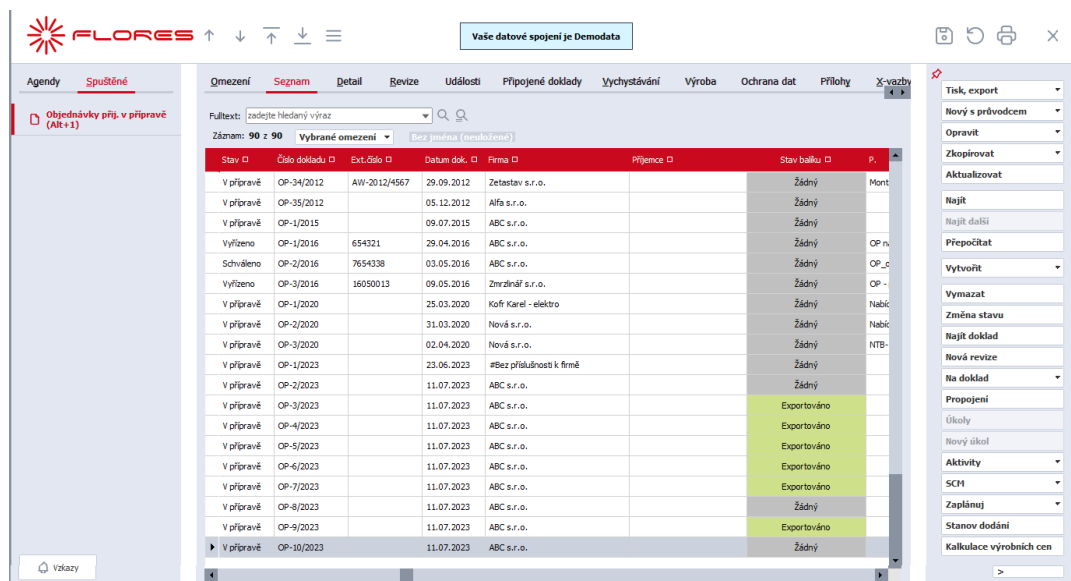 FLORES
Vaše datové spojení je Demodata
Agendy Spuštěné
Objednávky přij. v přípravě
(Alt+1)
Vzkazy
Omezení Seznam Detail Revize Události Připojené doklady Vychystávání Výroba Ochrana dat Přílohy X-vazby
Fulltext: zadejte hledaný výraz
Záznam: 90 z 90 Vybrané omezení Bez jména (neuložené)
Stav Číslo dokladu Ext.číslo Datum dok. Firma Příjemce Stav balíku P.
V přípravě OP-34/2012 AW-2012/4567 29.09.2012 Zetastav s.r.o. Žádný Mont
V přípravě OP-35/2012 05.12.2012 Alfa s.r.o. Žádný
V přípravě OP-1/2015 09.07.2015 ABC s.r.o. Žádný
Vyřízeno OP-1/2016 654321 29.04.2016 ABC s.r.o. Žádný OP na
Schváleno OP-2/2016 7654338 03.05.2016 ABC s.r.o. Žádný OP_c
Vyřízeno OP-3/2016 16050013 09.05.2016 Zmrzlinář s.r.o. Žádný OP -
V přípravě OP-1/2020 25.03.2020 Kofr Karel - elektro Žádný Nabíd
V přípravě OP-2/2020 31.03.2020 Nová s.r.o. Žádný Nabíd
V přípravě OP-3/2020 02.04.2020 Nová s.r.o. Žádný NTB-
V přípravě OP-1/2023 23.06.2023 #Bez příslušnosti k firmě Žádný
V přípravě OP-2/2023 11.07.2023 ABC s.r.o. Žádný
V přípravě OP-3/2023 11.07.2023 ABC s.r.o. Exportováno
V přípravě OP-4/2023 11.07.2023 ABC s.r.o. Exportováno
V přípravě OP-5/2023 11.07.2023 ABC s.r.o. Exportováno
V přípravě OP-6/2023 11.07.2023 ABC s.r.o. Exportováno
V přípravě OP-7/2023 11.07.2023 ABC s.r.o. Exportováno
V přípravě OP-8/2023 11.07.2023 ABC s.r.o. Žádný
V přípravě OP-9/2023 11.07.2023 ABC s.r.o. Exportováno
V přípravě OP-10/2023 11.07.2023 ABC s.r.o. Žádný
Tisk, export
Nový s průvodcem
Opravit
Zkopírovat
Aktualizovat
Najít
Najít další
Přepočítat
Vytvořit
Vymazat
Změna stavu
Najít doklad
Nová revize
Na doklad
Propojení
Úkoly
Nový úkol
Aktivity
SCM
Zaplánuj
Stanov dodání
Kalkulace výrobních cen
>